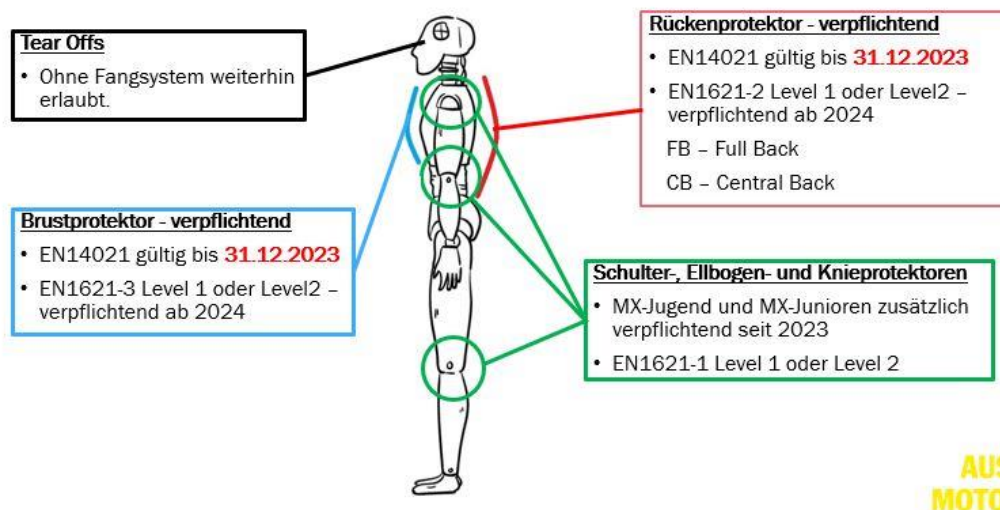 Tear Offs
• Ohne Fangsystem weiterhin
erlaubt.
Rückenprotektor - verpflichtend
• EN14021 gültig bis 31.12.2023
• EN1621-2 Level 1 oder Level2 –
verpflichtend ab 2024
FB – Full Back
CB – Central Back
Brustprotektor - verpflichtend
• EN14021 gültig bis 31.12.2023
• EN1621-3 Level 1 oder Level2 –
verpflichtend ab 2024
Schulter-, Ellbogen- und Knieprotektoren
• MX-Jugend und MX-Junioren zusätzlich
verpflichtend seit 2023
• EN1621-1 Level 1 oder Level 2
AUS
MOTO